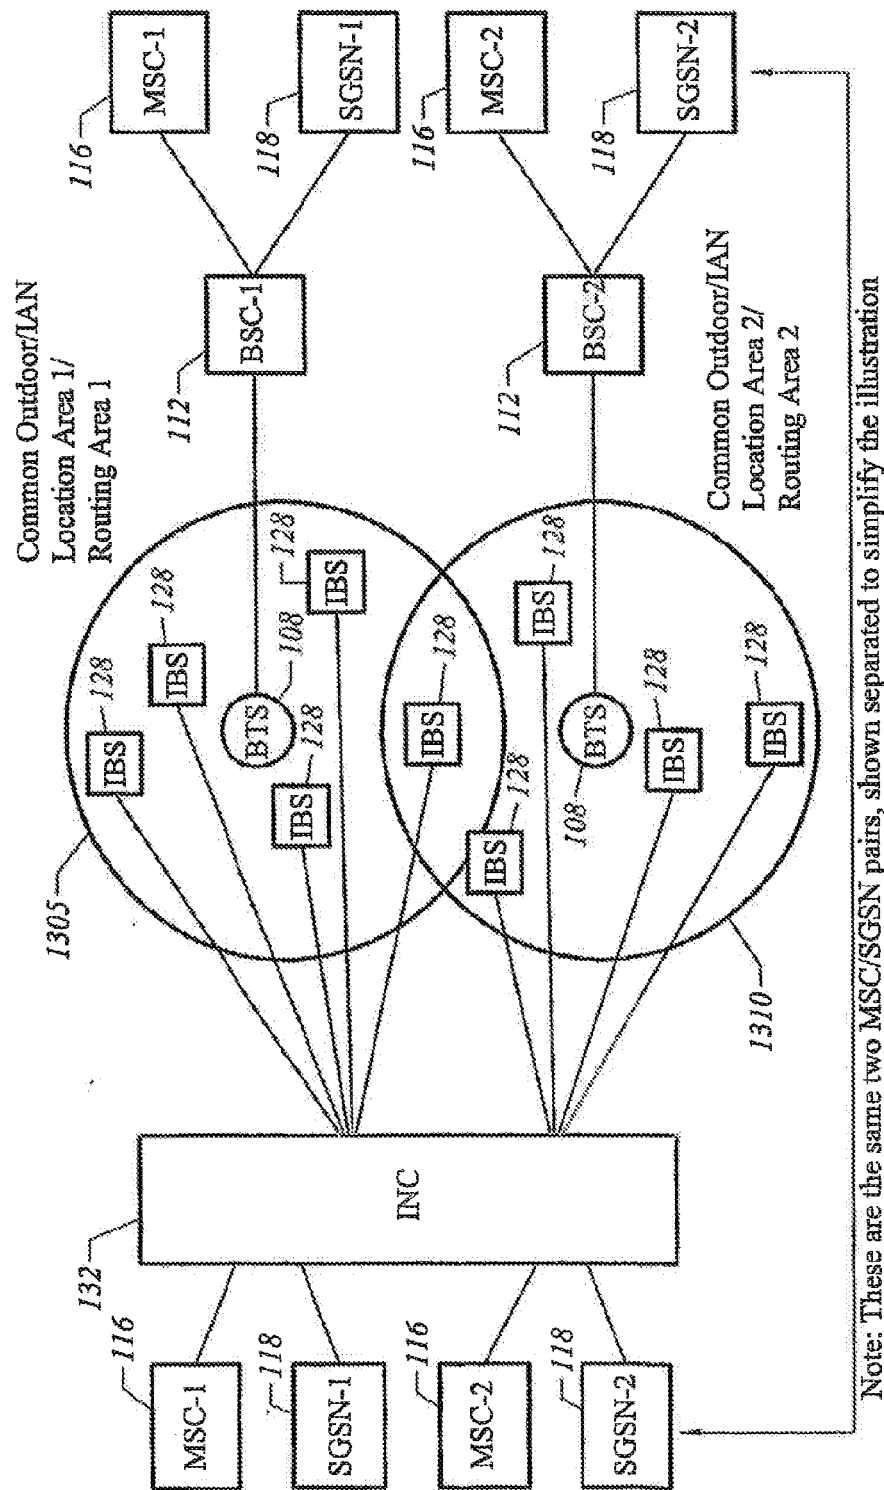 Common Outdoor/IAN
Location Area 1/
Routing Area 1
1305
116
132
128
116
IBS
MSC-1
128
MSC-1
IBS
112
118
BTS
108
BSC-1
118
SGSN-1
IBS
128
128
IBS
SGSN-1
INC
116
IBS
128
116
MSC-2
IBS
128
IBS
128
MSC-2
118
112
108
BTS
BSC-2
118
SGSN-2
IBS
128
SGSN-2
1310
IBS
128
Common Outdoor/IAN
Location Area 2/
Routing Area 2
Note: These are the same two MSC/SGSN pairs, shown separated to simplify the illustration